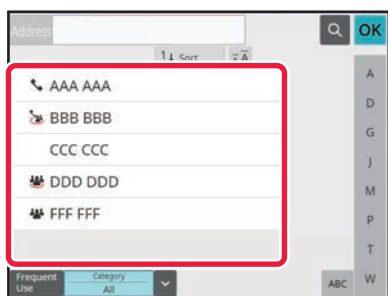 Address
OK
1↓ Sort
A
AAA AAA
A
BBB BBB
D
CCC CCC
G
DDD DDD
J
FFF FFF
M
P
T
W
Frequent
Use
Category
All
ABC